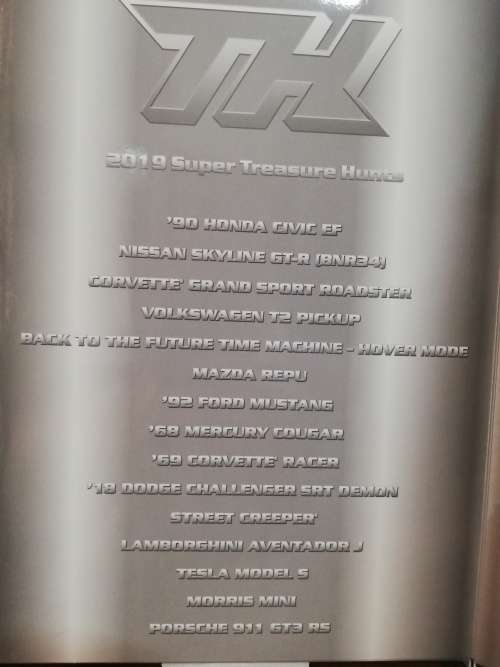 TH
2019 Super Treasure Hunts
'90 HONDA CIVIC EF
NISSAN SKYLINE GT-R (BNR34)
CORVETTE® GRAND SPORT ROADSTER
VOLKSWAGEN T2 PICKUP
BACK TO THE FUTURE TIME MACHINE - HOVER MODE
MAZDA REPU
'92 FORD MUSTANG
'68 MERCURY COUGAR
'69 CORVETTE® RACER
'18 DODGE CHALLENGER SRT DEMON
STREET CREEPER™
LAMBORGHINI AVENTADOR J
TESLA MODEL S
MORRIS MINI
PORSCHE 911 GT3 RS